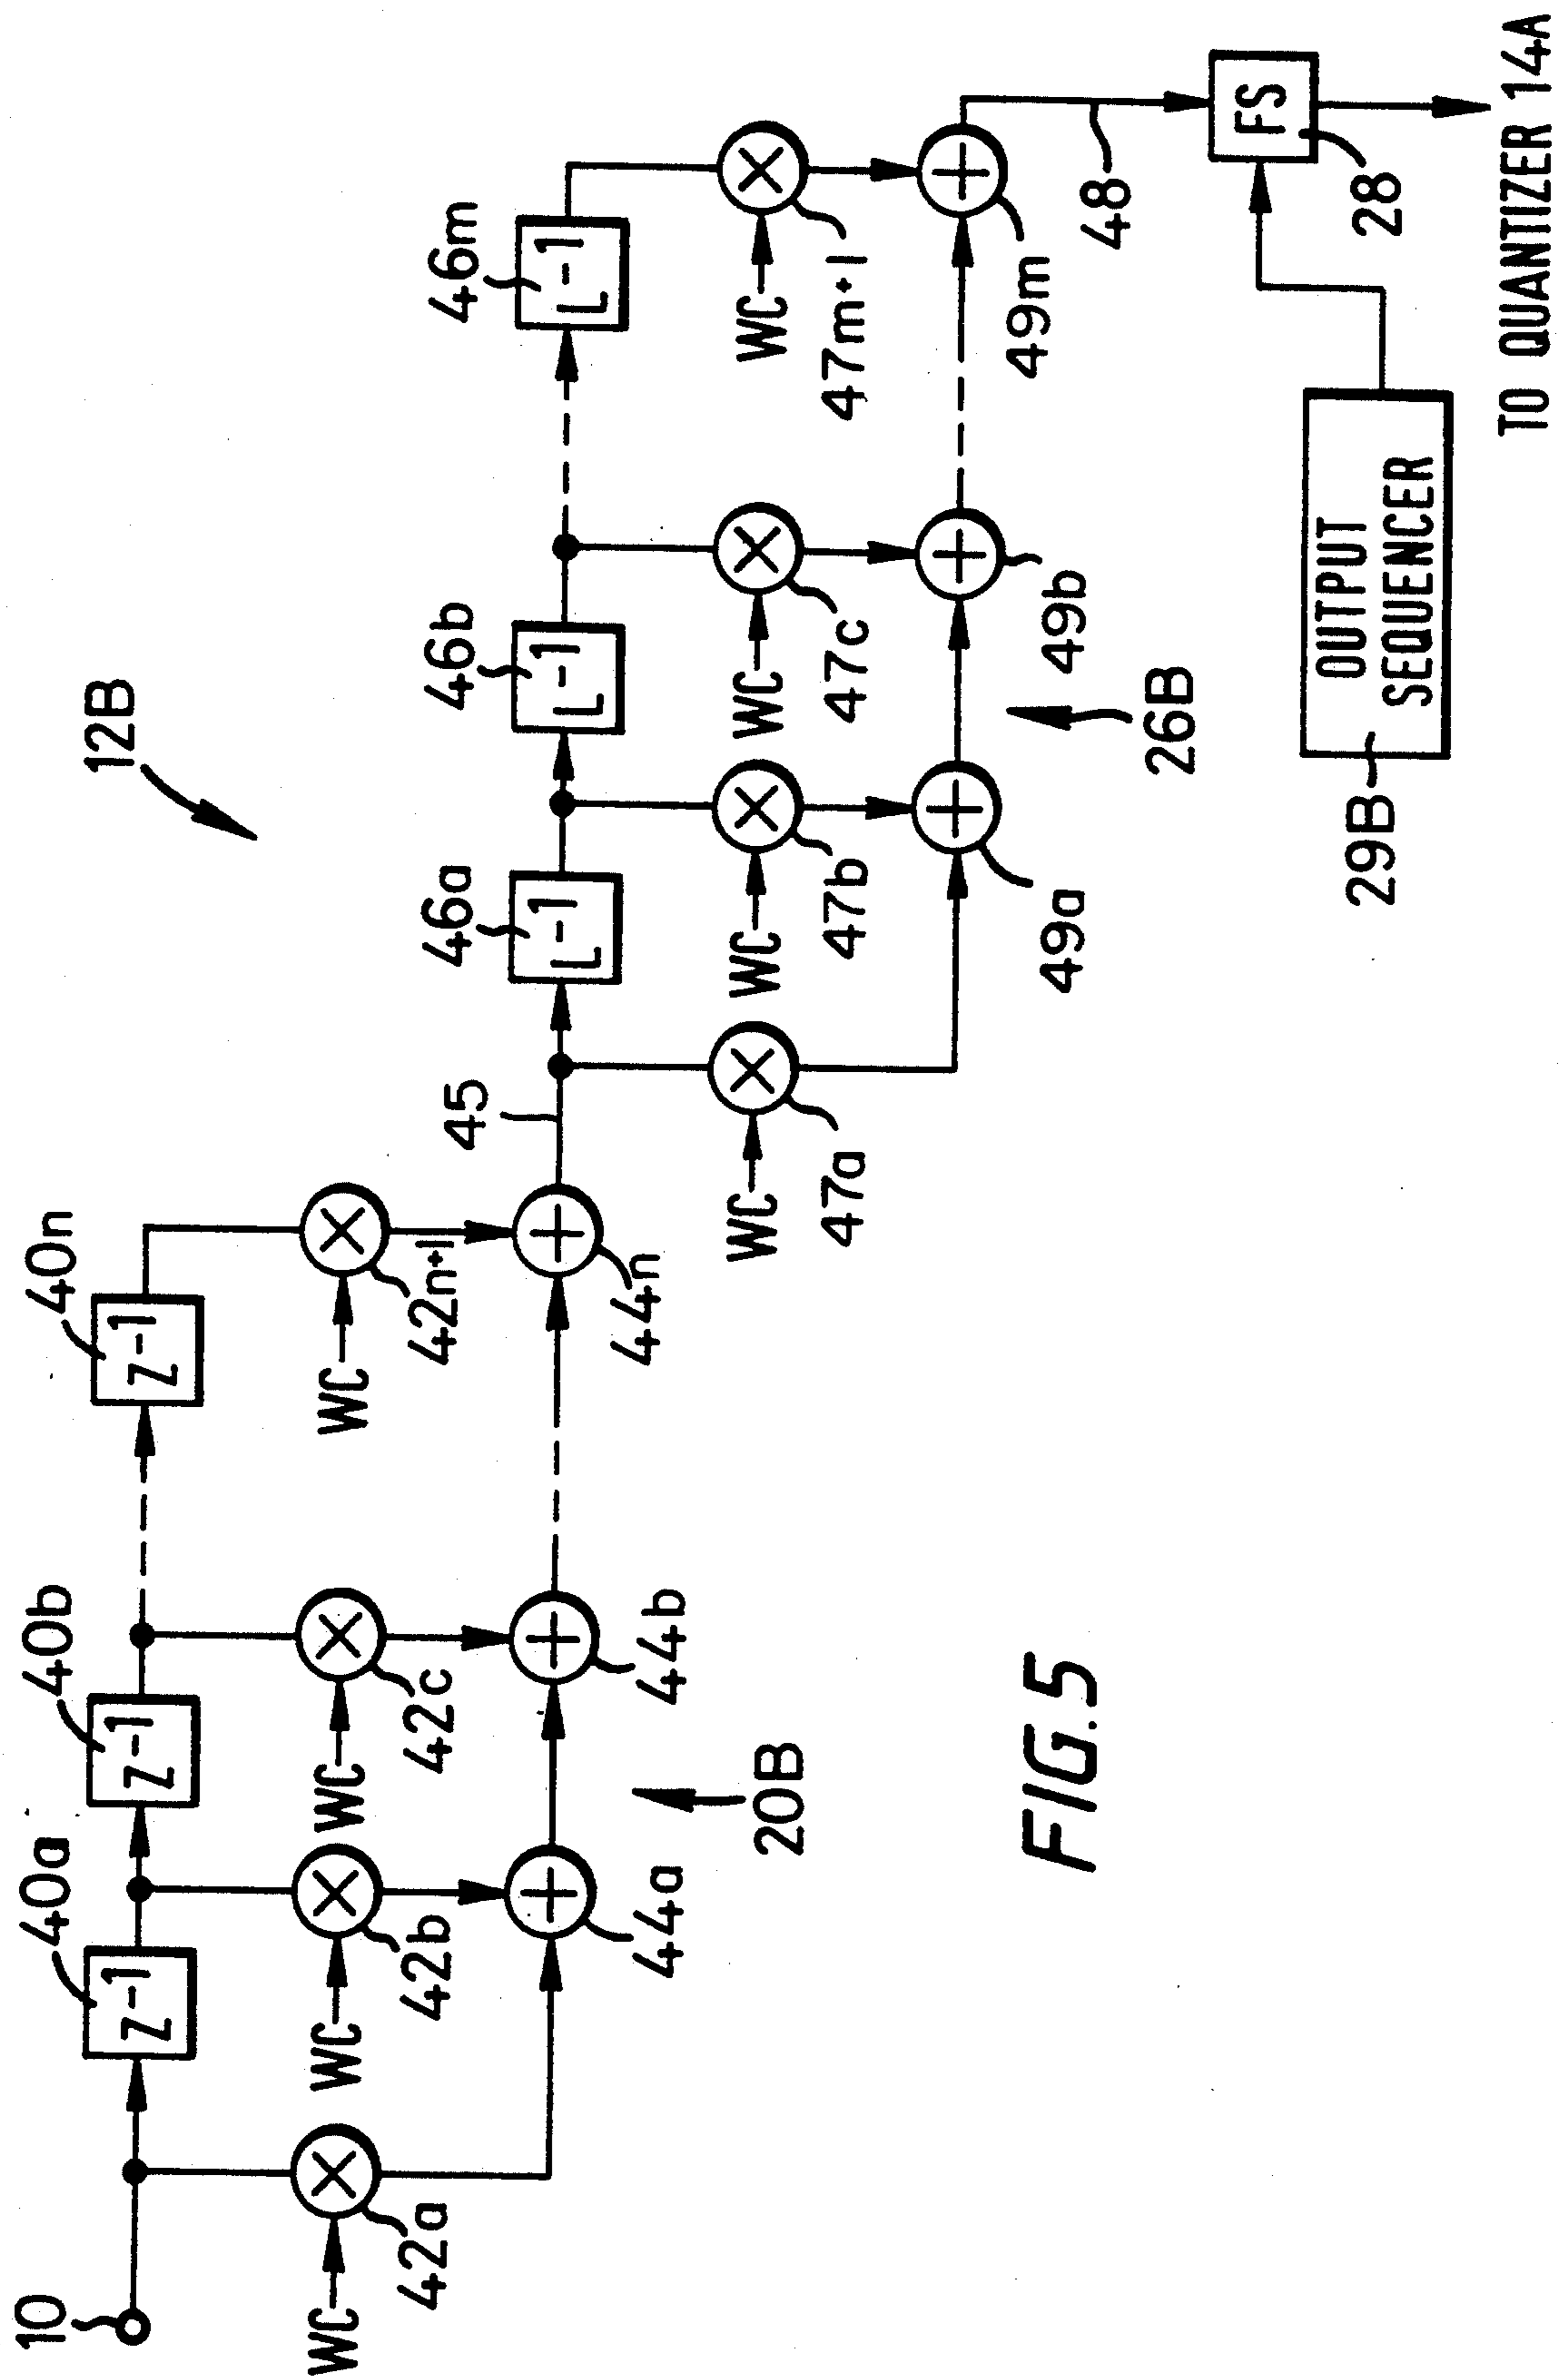 12B
10
40a
40b
40n
Z-1
Z-1
Z-1
WC
WC
WC
WC
42a
42b
42c
42n+1
44a
44b
44n
20B
45
46a
46b
46m
L-1
L-1
L-1
WC
WC
WC
WC
47a
47b
47c
47m+1
49a
49b
49m
26B
48
FS
28
OUTPUT
SEQUENCER
29B
TO QUANTIZER 14A
FIG.5